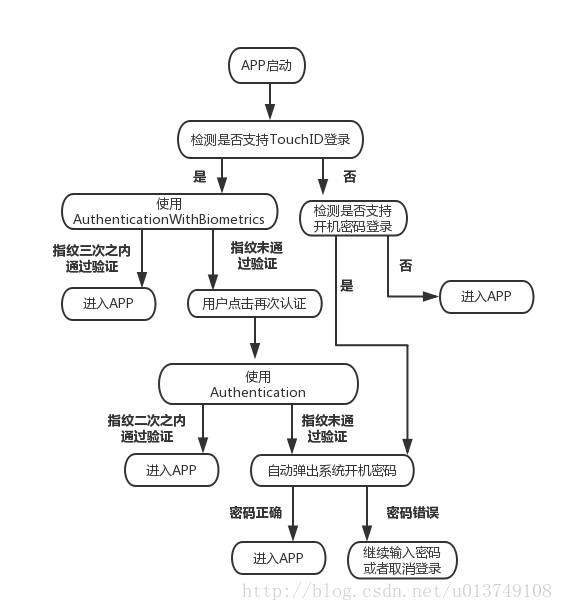 APP启动
检测是否支持TouchID登录
是
否
使用
AuthenticationWithBiometrics
检测是否支持
开机密码登录
指纹三次之内
通过验证
指纹未通
过验证
是
否
进入APP
用户点击再次认证
进入APP
使用
Authentication
指纹二次之内
通过验证
指纹未通
过验证
进入APP
自动弹出系统开机密码
密码正确
密码错误
进入APP
继续输入密码
或者取消登录
http://blog.csdn.net/u013749108